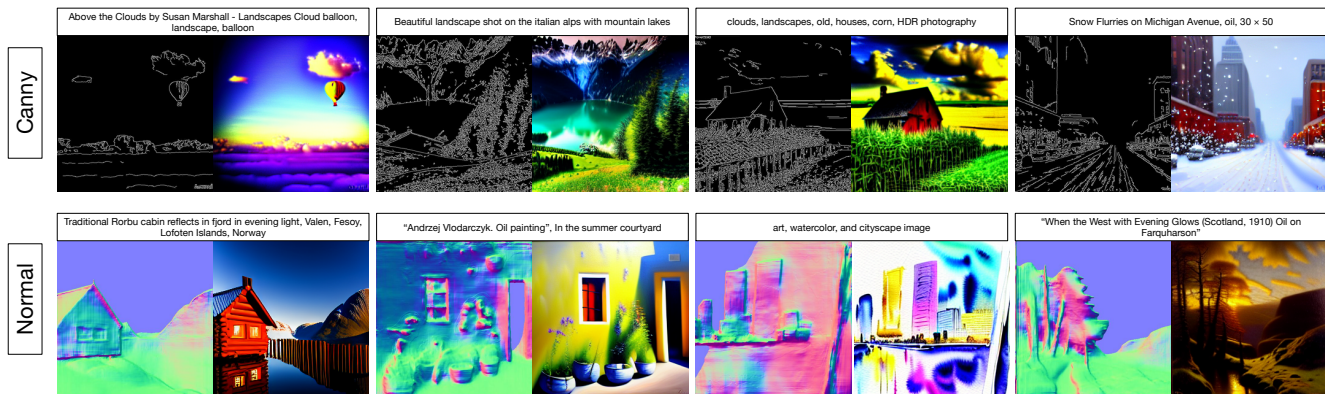 Canny
Above the Clouds by Susan Marshall - Landscapes Cloud balloon,
landscape, balloon
Beautiful landscape shot on the italian alps with mountain lakes
clouds, landscapes, old, houses, corn, HDR photography
Snow Flurries on Michigan Avenue, oil, 30 × 50
Normal
Traditional Rorbu cabin reflects in fjord in evening light, Valen, Fesoy,
Lofoten Islands, Norway
“Andrzej Vlodarczyk. Oil painting”, In the summer courtyard
art, watercolor, and cityscape image
“When the West with Evening Glows (Scotland, 1910) Oil on
Farquharson”